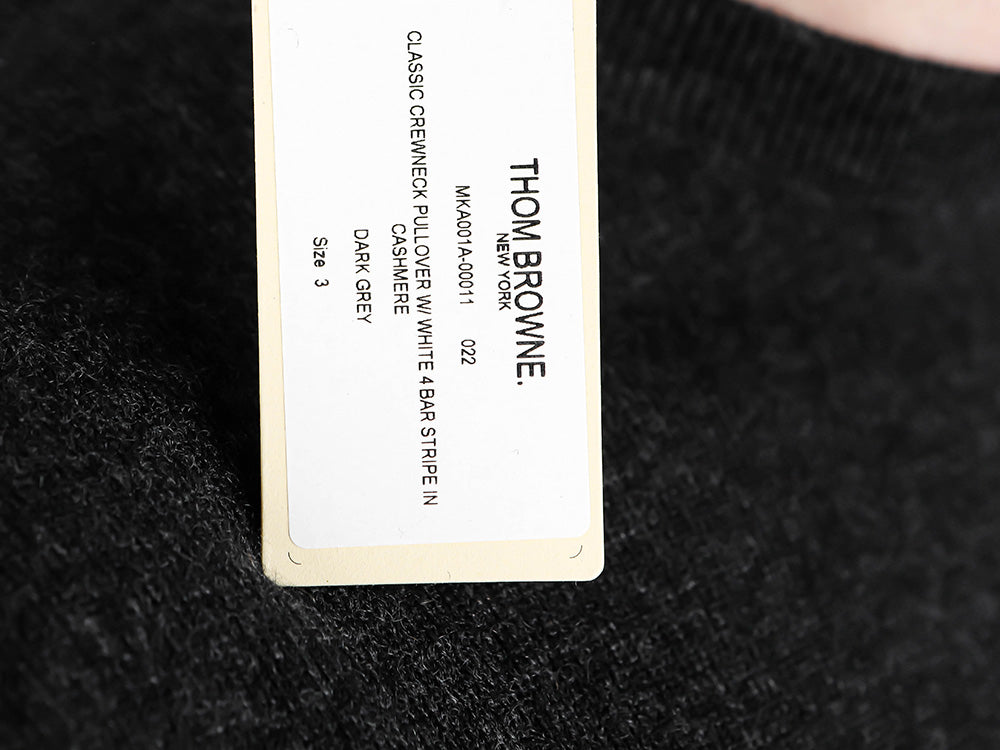 THOM BROWNE.
NEW YORK
MKA001A-00011 022
CLASSIC CREWNECK PULLOVER W/ WHITE 4 BAR STRIPE IN
CASHMERE
DARK GREY
Size 3